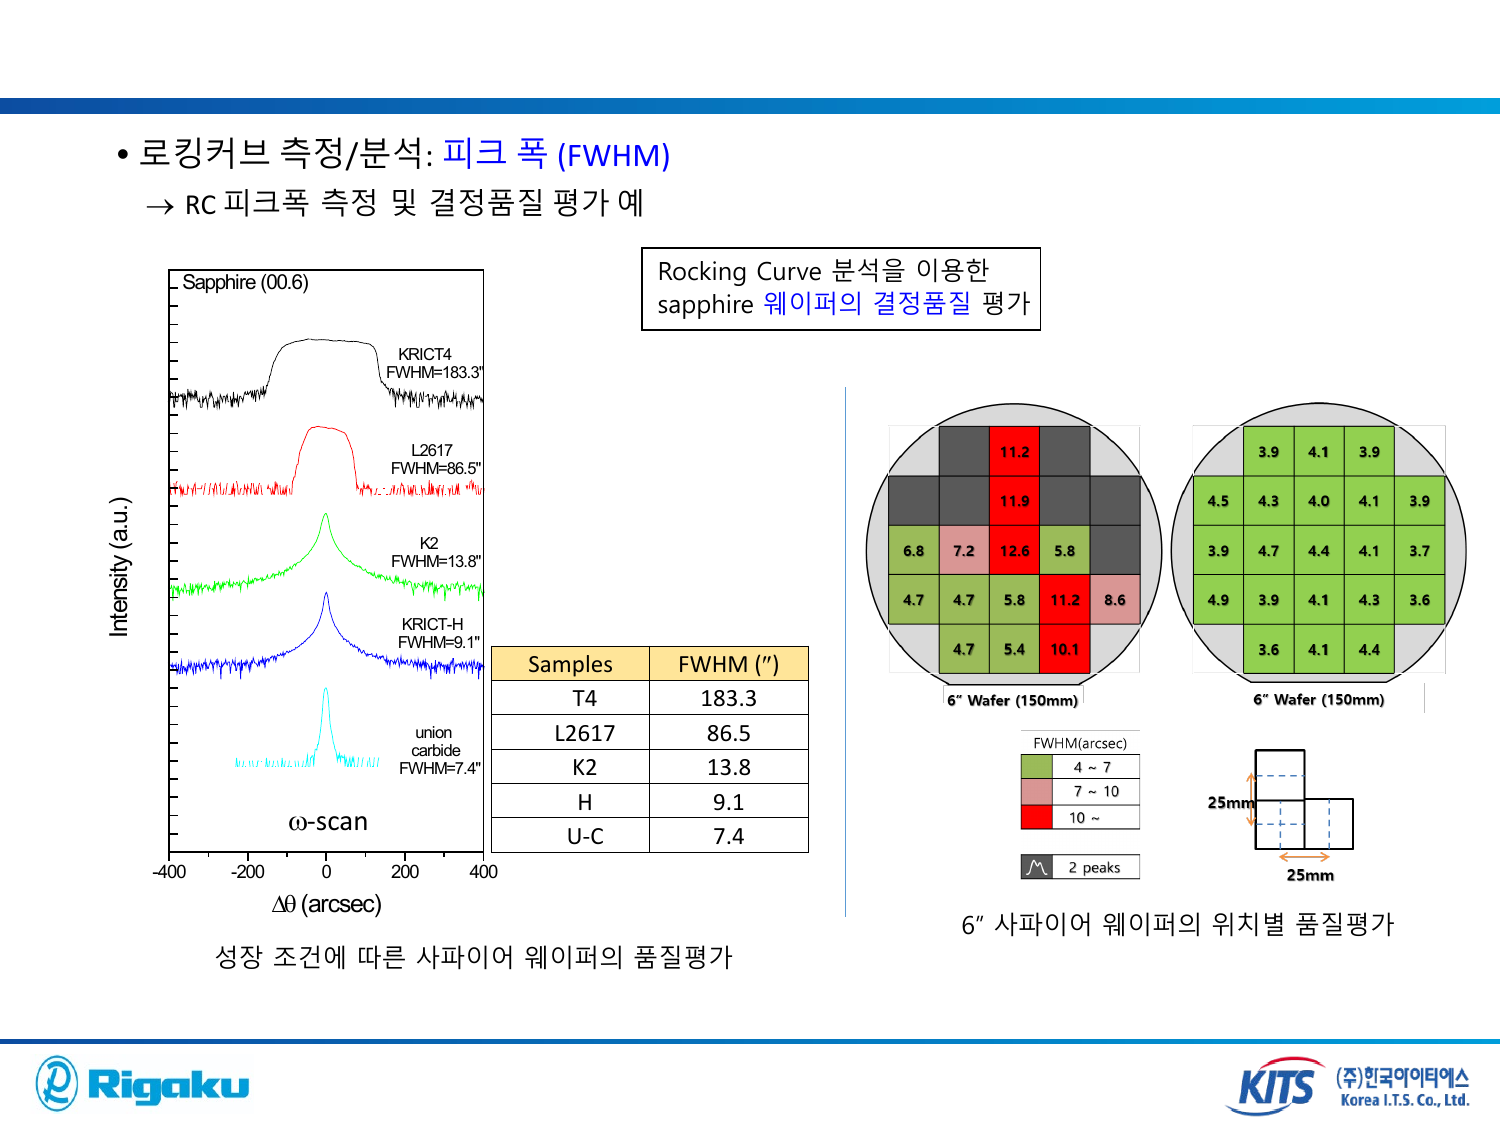 • 로킹커브 측정/분석: 피크 폭 (FWHM)
→ RC 피크폭 측정 및 결정품질 평가 예
Rocking Curve 분석을 이용한
sapphire 웨이퍼의 결정품질 평가
Sapphire (00.6)
KRICT4
FWHM=183.3"
L2617
FWHM=86.5"
K2
FWHM=13.8"
KRICT-H
FWHM=9.1"
union
carbide
FWHM=7.4"
ω-scan
Intensity (a.u.)
-400 -200 0 200 400
Δθ (arcsec)
Samples FWHM (″)
T4 183.3
L2617 86.5
K2 13.8
H 9.1
U-C 7.4
성장 조건에 따른 사파이어 웨이퍼의 품질평가
11.2
11.9
6.8 7.2 12.6 5.8
4.7 4.7 5.8 11.2 8.6
4.7 5.4 10.1
6″ Wafer (150mm)
3.9 4.1 3.9
4.5 4.3 4.0 4.1 3.9
3.9 4.7 4.4 4.1 3.7
4.9 3.9 4.1 4.3 3.6
3.6 4.1 4.4
6″ Wafer (150mm)
FWHM(arcsec)
4 ~ 7
7 ~ 10
10 ~
2 peaks
25mm
25mm
6″ 사파이어 웨이퍼의 위치별 품질평가
Rigaku
KITS
(주)한국아이티에스
Korea I.T.S. Co., Ltd.